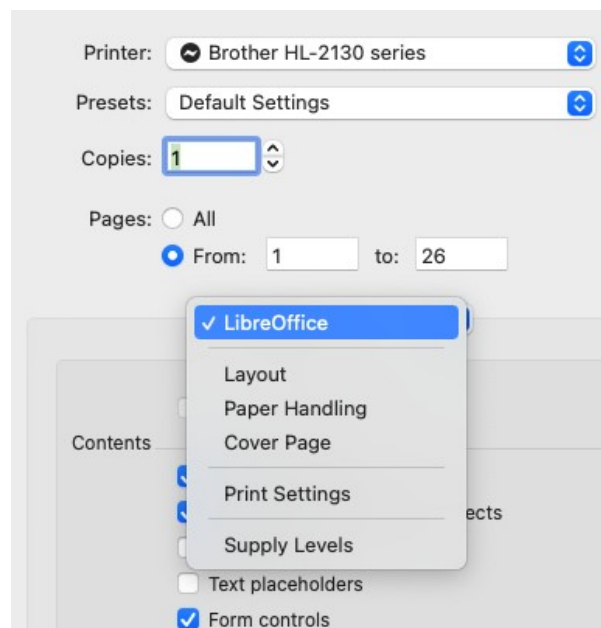 Printer: Brother HL-2130 series
Presets: Default Settings
Copies: 1
Pages: All
From: 1 to: 26
✓ LibreOffice
Layout
Paper Handling
Contents
Cover Page
Print Settings
Supply Levels
Text placeholders
Form controls